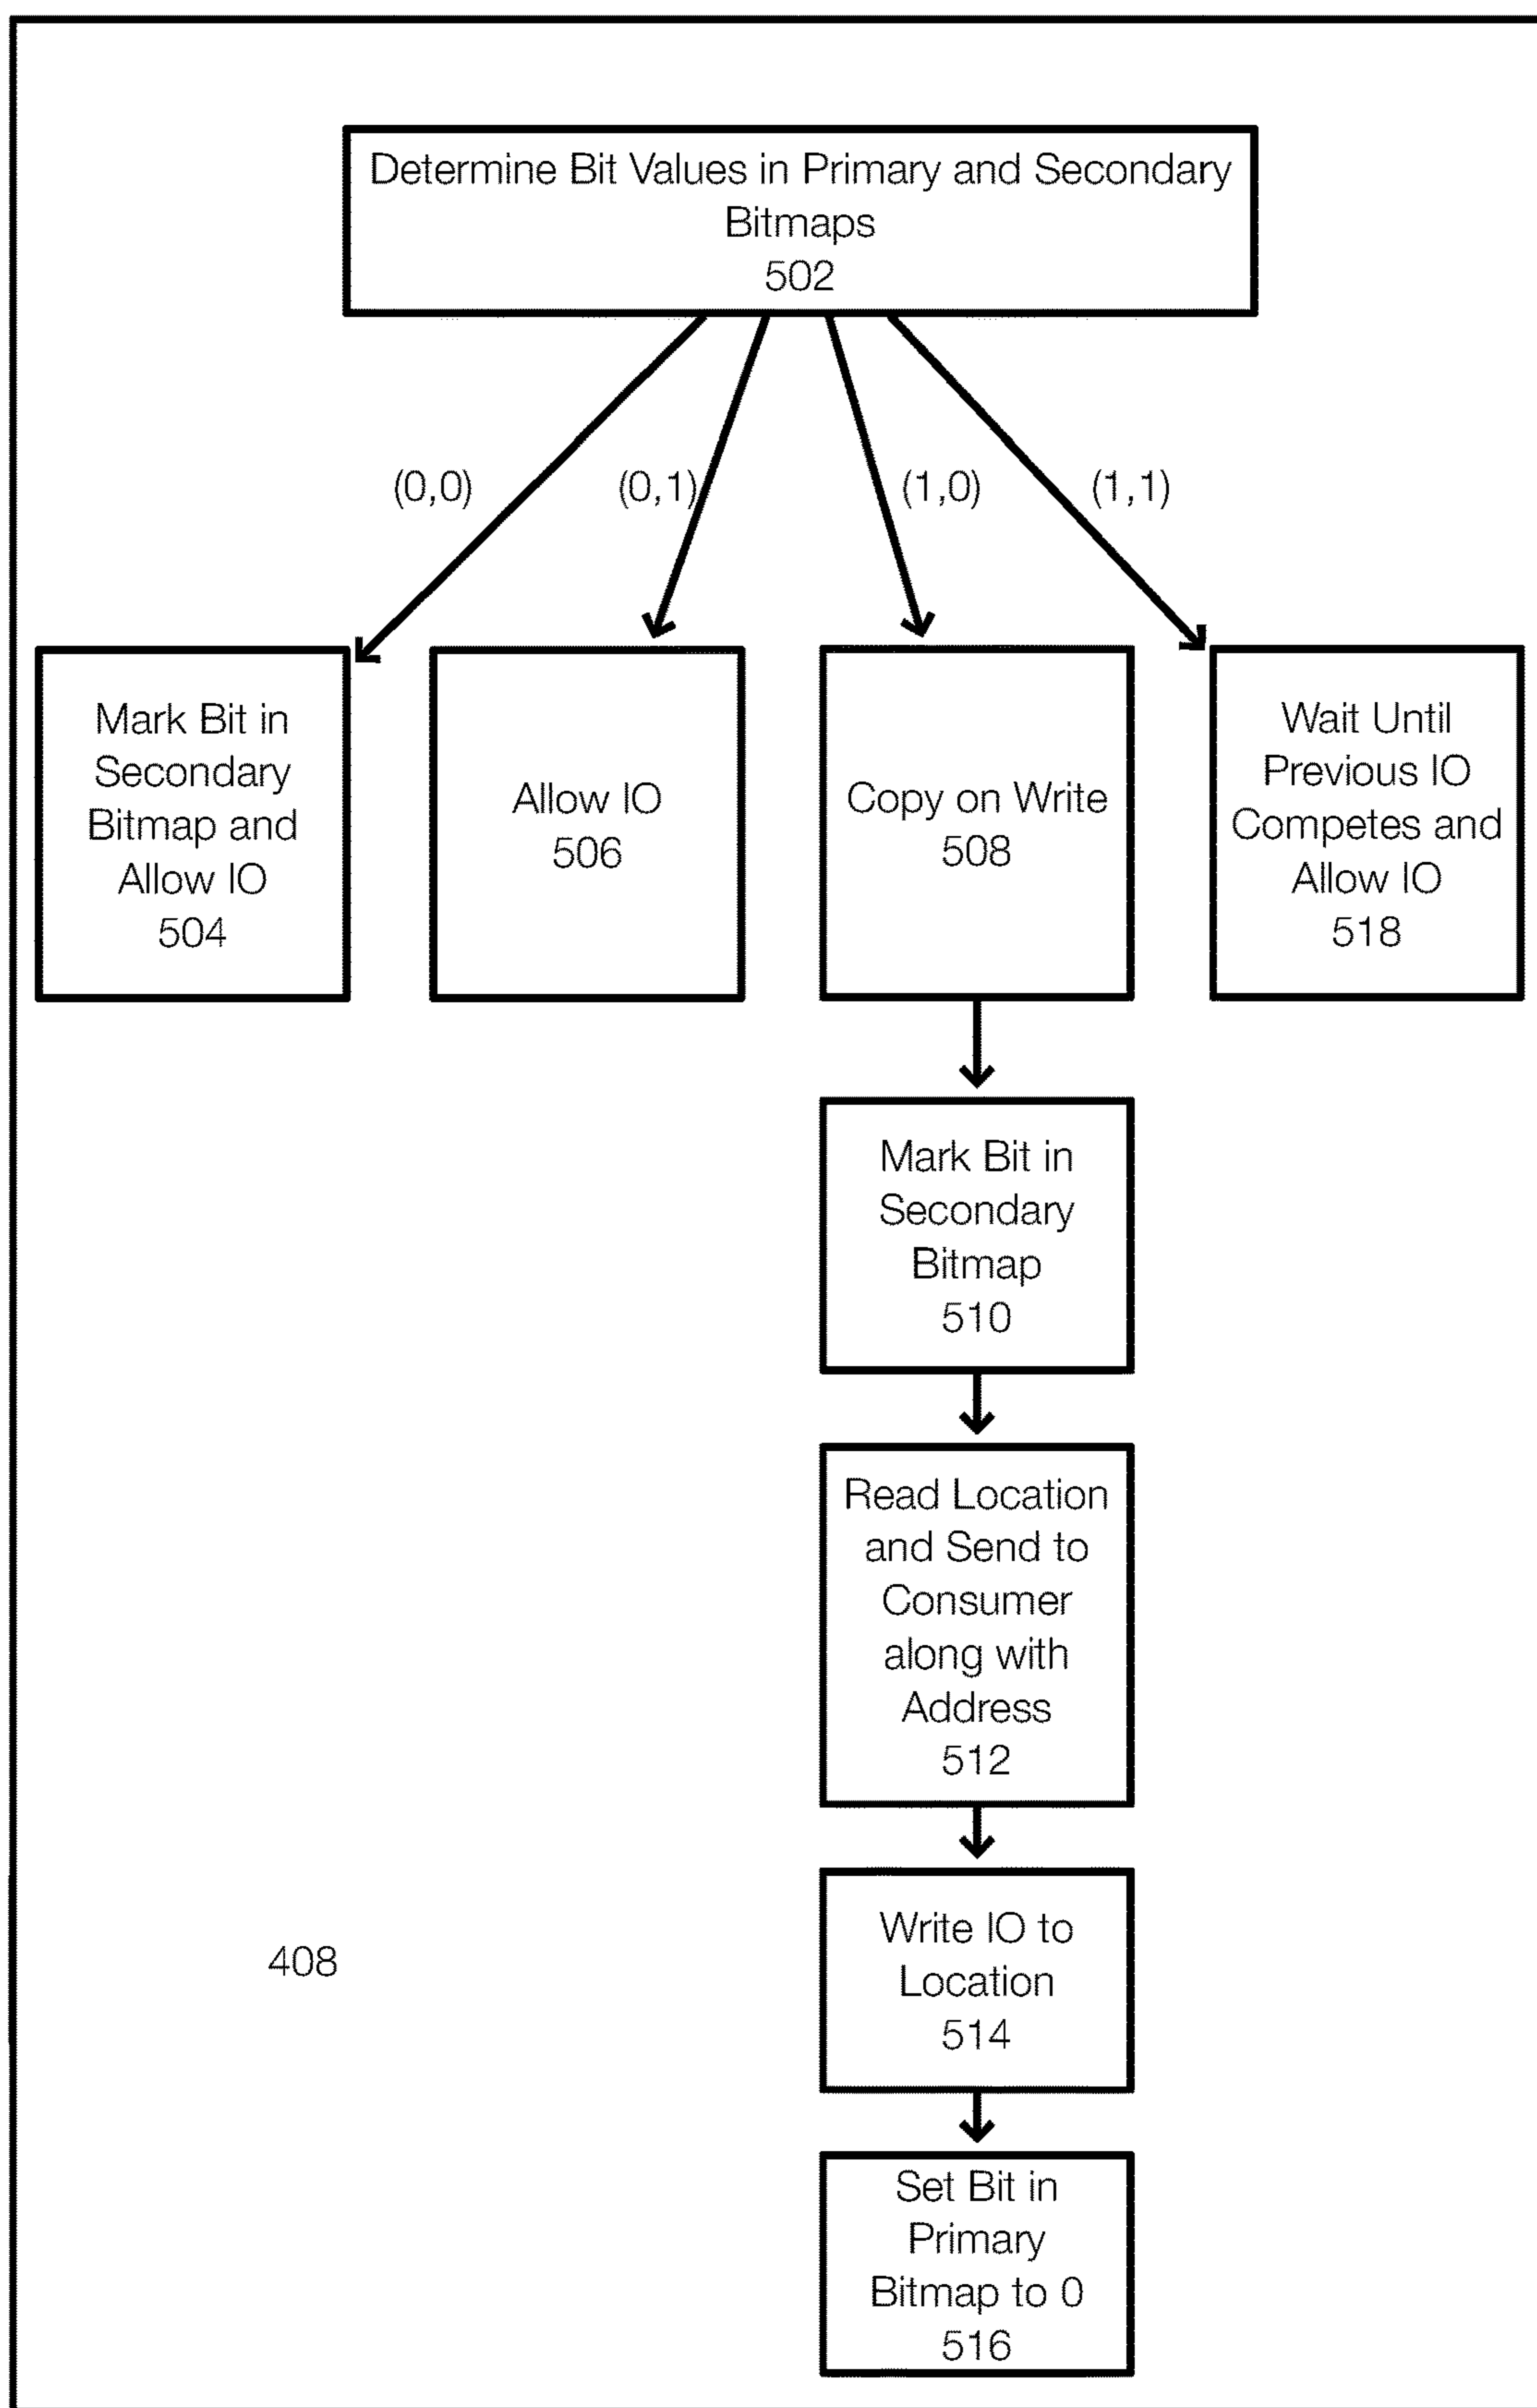 Determine Bit Values in Primary and Secondary
Bitmaps
502
(0,0)
(0,1)
(1,0)
(1,1)
Mark Bit in
Secondary
Bitmap and
Allow IO
504
Allow IO
506
Copy on Write
508
Wait Until
Previous IO
Competes and
Allow IO
518
Mark Bit in
Secondary
Bitmap
510
Read Location
and Send to
Consumer
along with
Address
512
Write IO to
Location
514
408
Set Bit in
Primary
Bitmap to 0
516